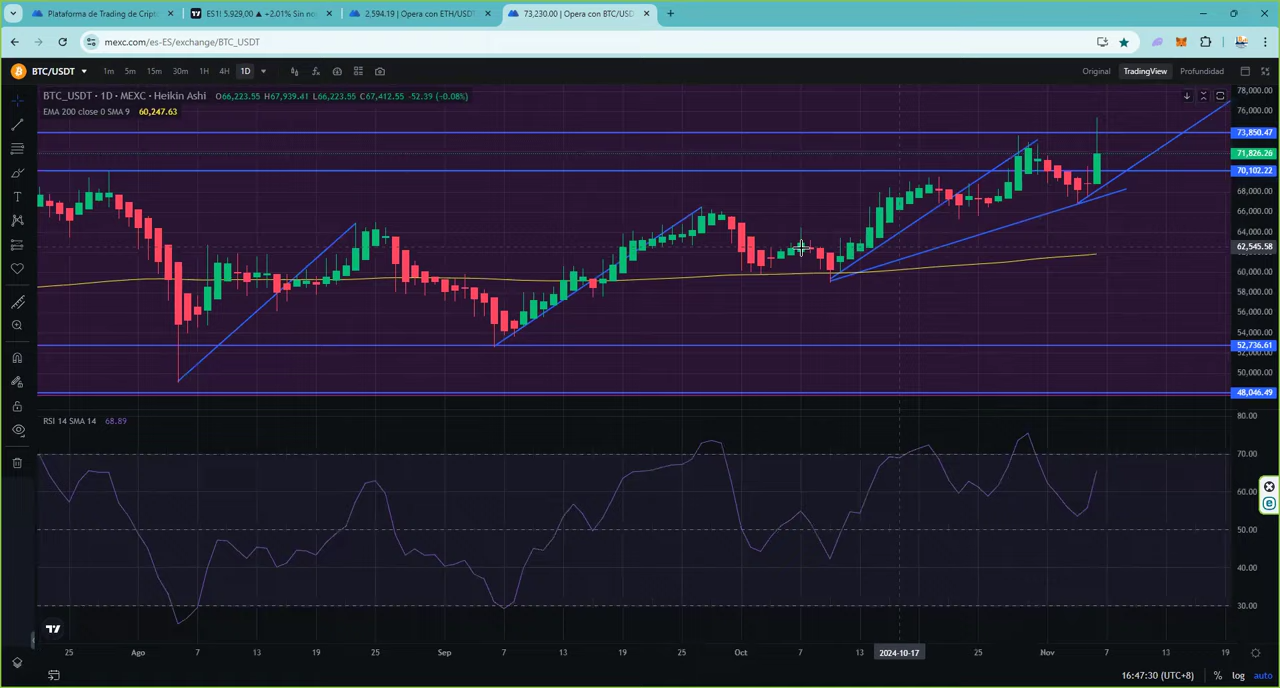 Plataforma de Trading de Cripto
ES1! 5.929,00 ▲ +2.01% Sin no
2,594.19 | Opera con ETH/USDT
73,230.00 | Opera con BTC/USD
mexc.com/es-ES/exchange/BTC_USDT
BTC/USDT 1m 5m 15m 30m 1H 4H 1D Original TradingView Profundidad
BTC_USDT · 1D · MEXC · Heikin Ashi O66,223.55 H67,939.41 L66,223.55 C67,412.55 -52.39 (-0.08%)
EMA 200 close 0 SMA 9 60,247.63
78,000.00
76,000.00
73,850.47
71,826.26
70,102.22
68,000.00
66,000.00
64,000.00
62,545.58
60,000.00
58,000.00
56,000.00
54,000.00
52,736.61
52,000.00
50,000.00
48,046.49
RSI 14 SMA 14 68.89
80.00
70.00
60.00
50.00
40.00
30.00
25 Ago 7 13 19 25 Sep 7 13 19 25 Oct 7 13 2024-10-17 25 Nov 7 13 19
16:47:30 (UTC+8) % log auto